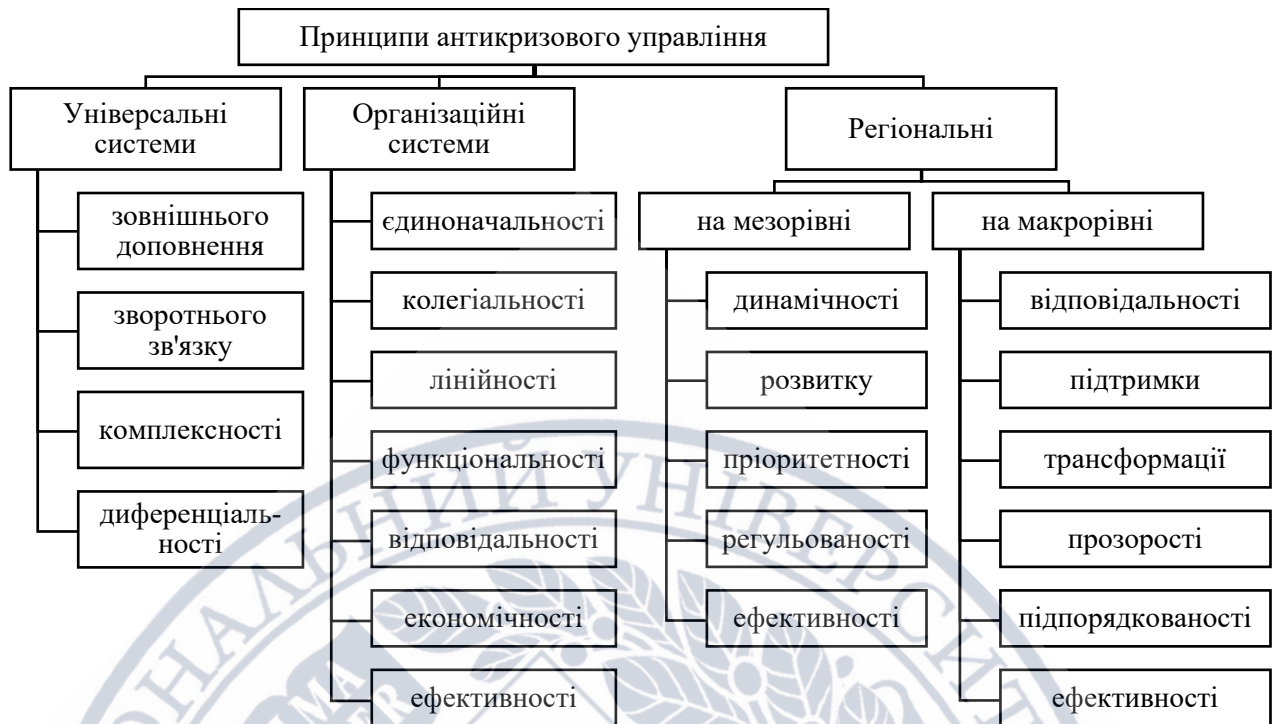 Принципи антикризового управління
Універсальні
системи
Організаційні
системи
Регіональні
зовнішнього
доповнення
зворотнього
зв'язку
комплексності
диференціаль-
ності
єдиноначальності
колегіальності
лінійності
функціональності
відповідальності
економічності
ефективності
на мезорівні
динамічності
розвитку
пріоритетності
регульованості
ефективності
на макрорівні
відповідальності
підтримки
трансформації
прозорості
підпорядкованості
ефективності